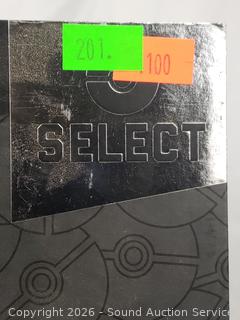 201.
.100
SELECT
Copyright 2026 - Sound Auction Service